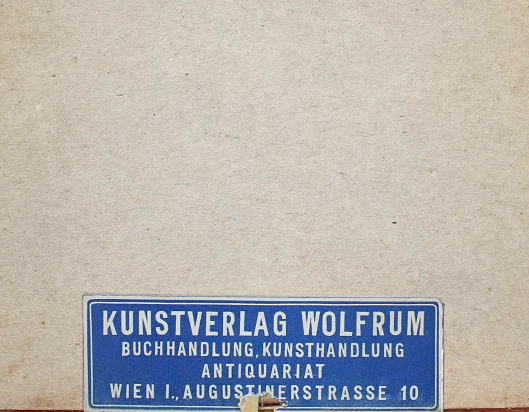 KUNSTVERLAG WOLFRUM
BUCHHANDLUNG, KUNSTHANDLUNG
ANTIQUARIAT
WIEN I., AUGUSTINERSTRASSE 10